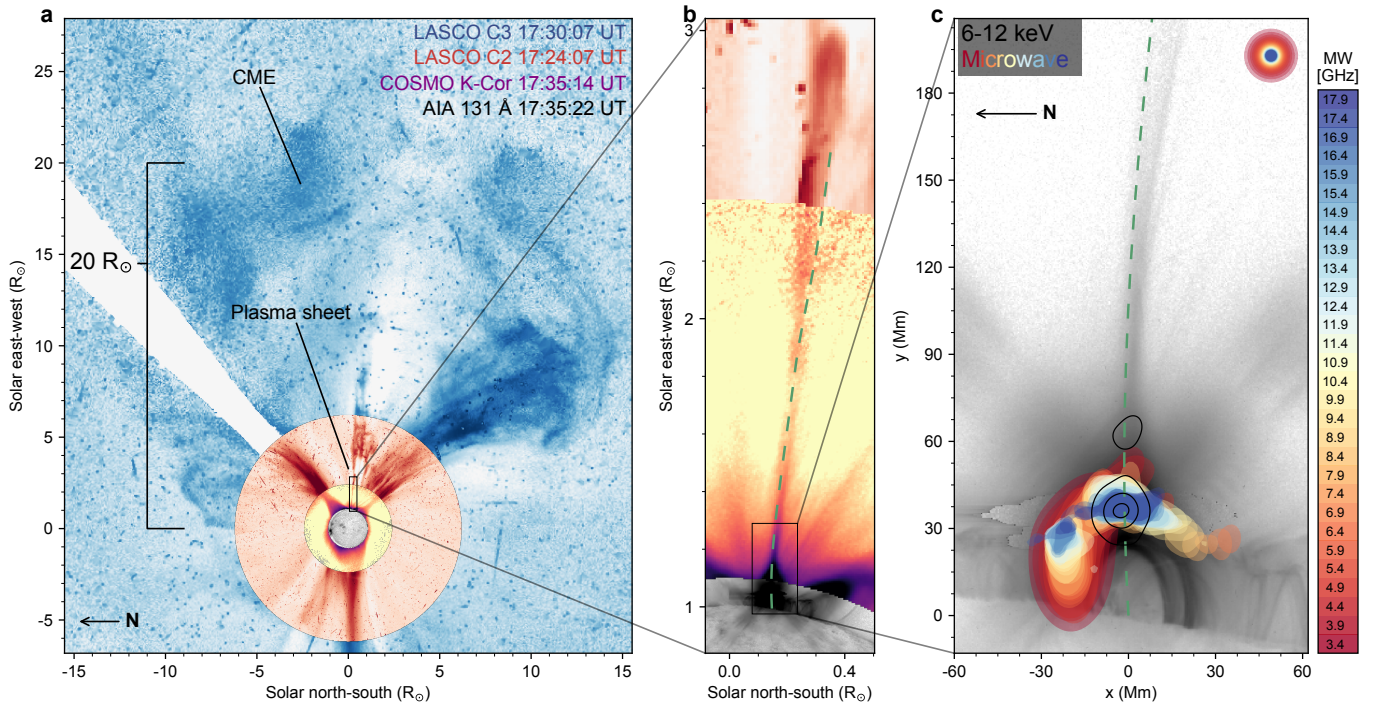 a
LASCO C3 17:30:07 UT
LASCO C2 17:24:07 UT
COSMO K-Cor 17:35:14 UT
AIA 131 Å 17:35:22 UT
CME
20 R☉
Plasma sheet
N
25
20
15
10
5
0
-5
Solar east-west (R☉)
-15
-10
-5
0
5
10
15
Solar north-south (R☉)
b
3
2
1
Solar east-west (R☉)
0.0
0.4
Solar north-south (R☉)
c
6-12 keV
Microwave
N
180
150
120
90
60
30
0
y (Mm)
-60
-30
0
30
60
x (Mm)
MW
[GHz]
17.9
17.4
16.9
16.4
15.9
15.4
14.9
14.4
13.9
13.4
12.9
12.4
11.9
11.4
10.9
10.4
9.9
9.4
8.9
8.4
7.9
7.4
6.9
6.4
5.9
5.4
4.9
4.4
3.9
3.4